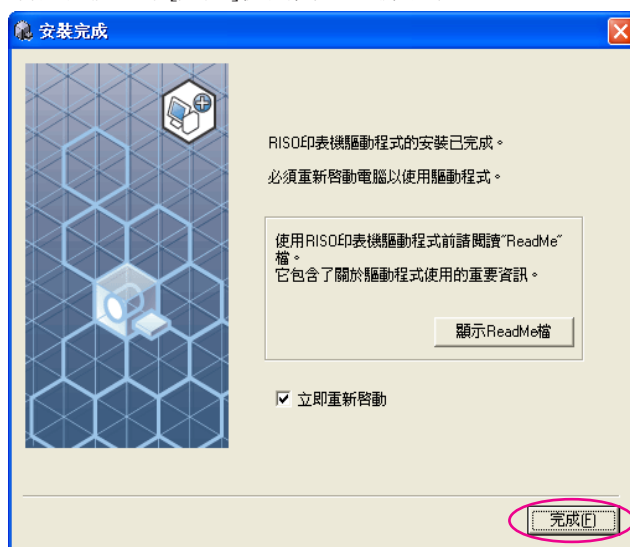 安裝完成
RISO印表機驅動程式的安裝已完成。
必須重新啓動電腦以使用驅動程式。
使用RISO印表機驅動程式前請閱讀"ReadMe"
檔。
它包含了關於驅動程式使用的重要資訊。
顯示ReadMe檔
立即重新啓動
完成(F)